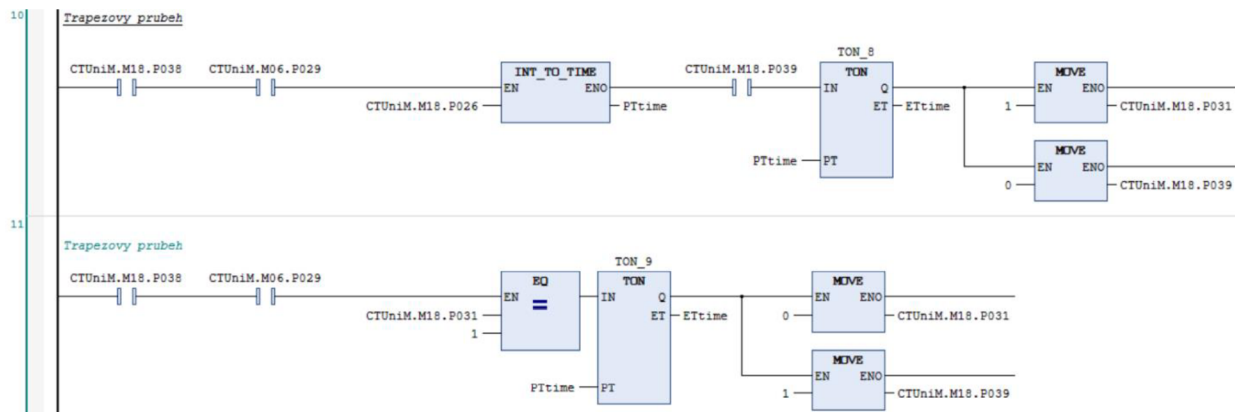 10
Trapezovy prubeh
TON_8
CTUniM.M18.P038 CTUniM.M06.P029 INT_TO_TIME CTUniM.M18.P039 TON MOVE
EN ENO IN Q EN ENO
CTUniM.M18.P026 PTtime ET ETtime 1 CTUniM.M18.P031
MOVE
PTtime PT EN ENO
0 CTUniM.M18.P039
11
Trapezovy prubeh
TON_9
CTUniM.M18.P038 CTUniM.M06.P029 EQ TON MOVE
EN = IN Q EN ENO
CTUniM.M18.P031 ET ETtime 0 CTUniM.M18.P031
1
MOVE
PTtime PT EN ENO
1 CTUniM.M18.P039